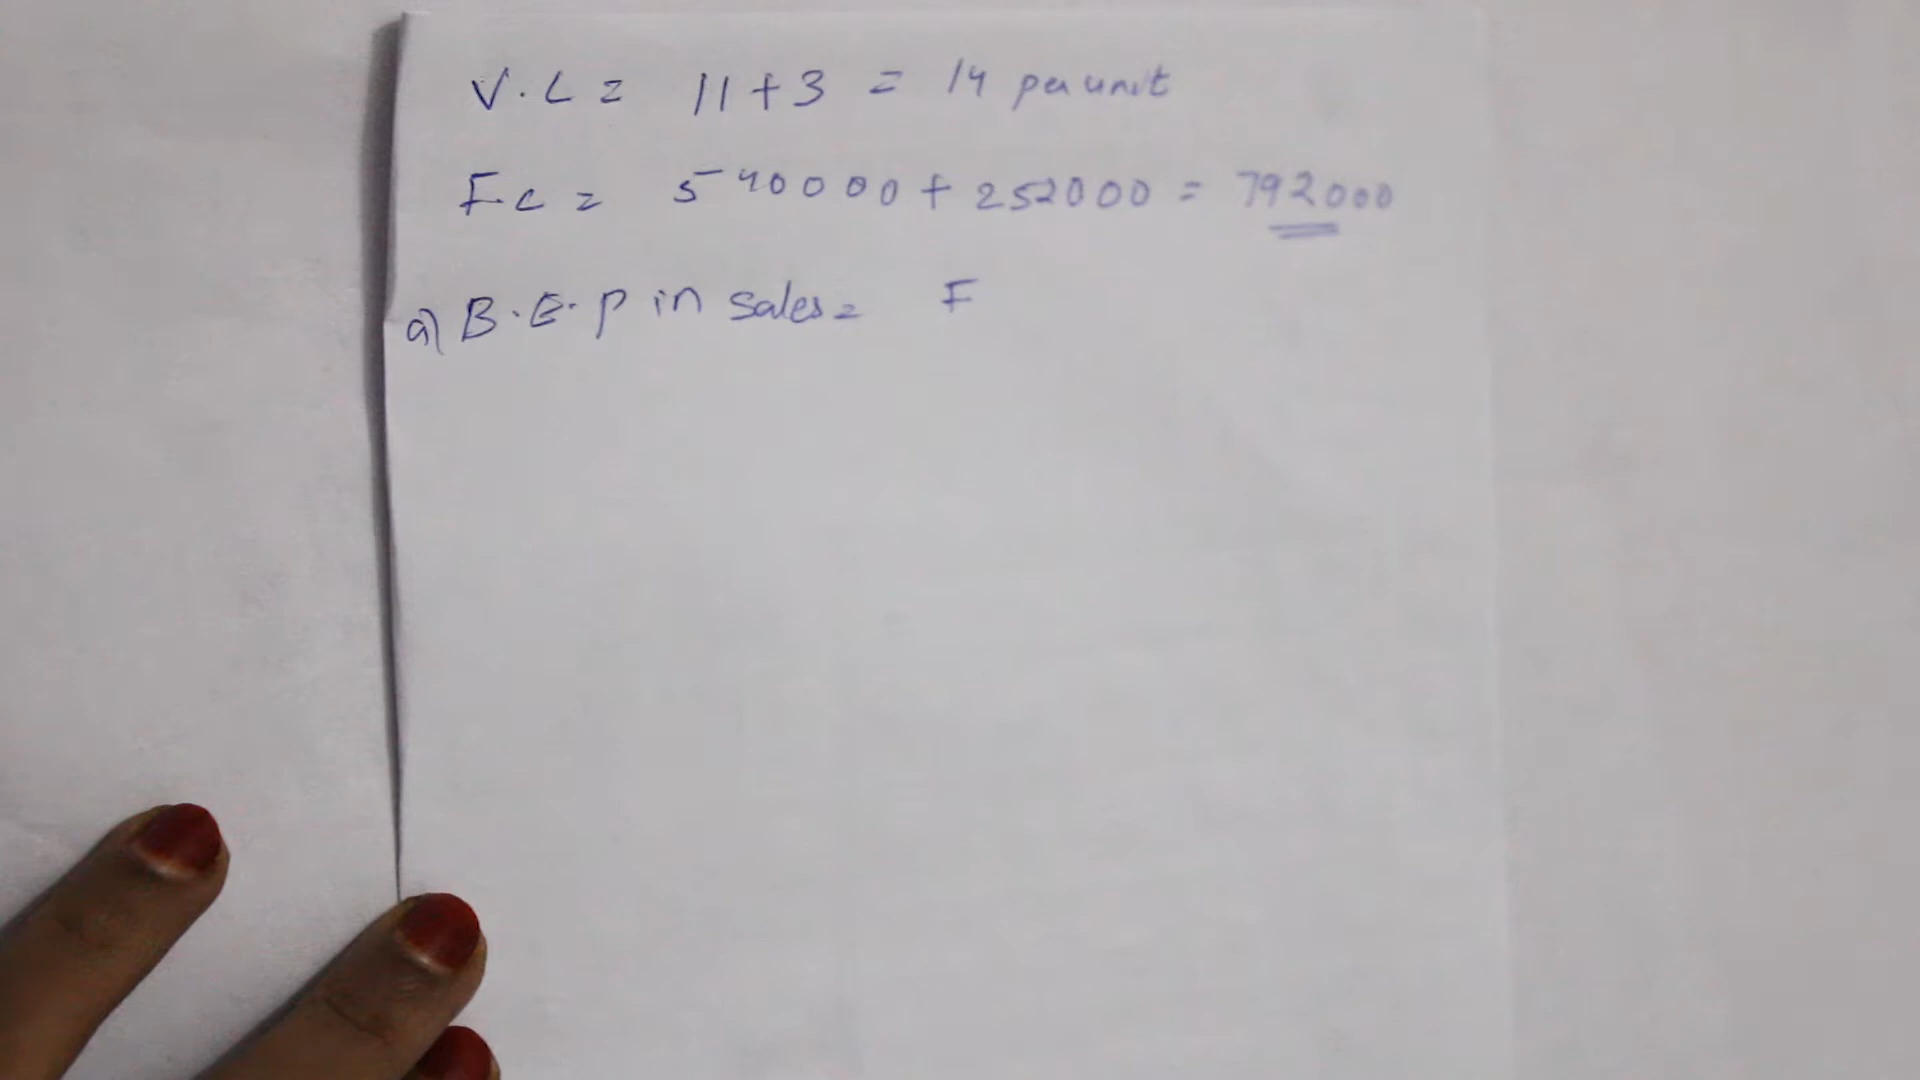 V.C = 11+3 = 14 per unit
F.C = 540000 + 252000 = 792000
a) B.E.P in sales = F